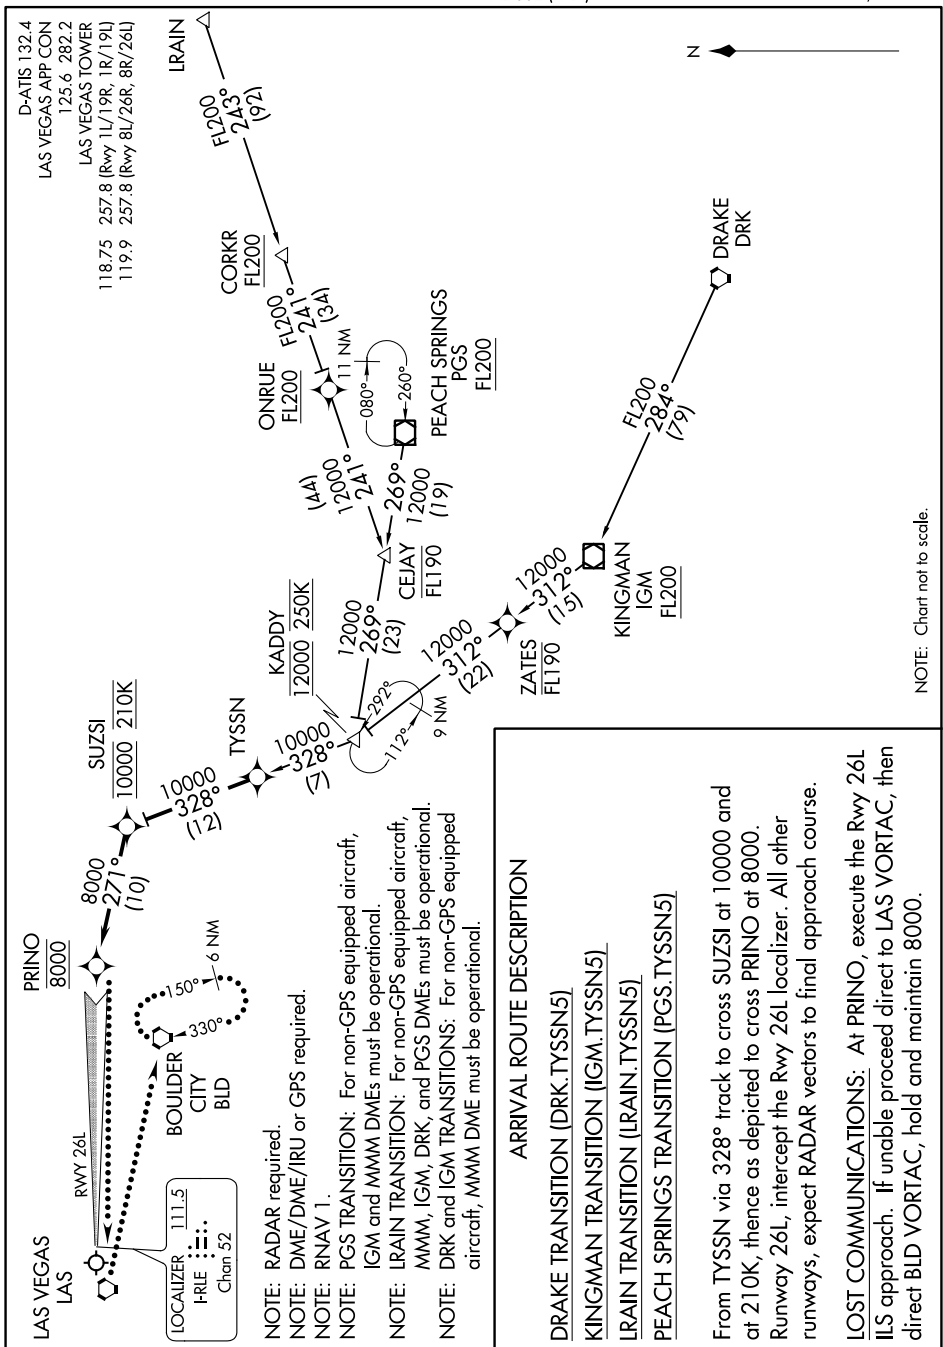 D-ATIS 132.4
LAS VEGAS APP CON
125.6 282.2
LAS VEGAS TOWER
118.75 257.8 (Rwy 1L/19R, 1R/19L)
119.9 257.8 (Rwy 8L/26R, 8R/26L)
LRAIN
FL200
243°
(92)
CORKR
FL200
FL200
241°
(34)
ONRUE
FL200
11 NM
080°
260°
PEACH SPRINGS
PGS
FL200
(44)
12000
241°
269°
12000
(19)
CEJAY
FL190
12000
269°
(23)
N
DRAKE
DRK
FL200
284°
(79)
KINGMAN
IGM
FL200
12000
312°
(15)
ZATES
FL190
12000
312°
(22)
KADDY
12000 250K
292°
112°
9 NM
10000
328°
(7)
TYSSN
10000
328°
(12)
SUZSI
10000 210K
8000
271°
(10)
PRINO
8000
RWY 26L
150°
6 NM
330°
BOULDER
CITY
BLD
LAS VEGAS
LAS
LOCALIZER 111.5
I-RLE
Chan 52
NOTE: RADAR required.
NOTE: DME/DME/IRU or GPS required.
NOTE: RNAV 1.
NOTE: PGS TRANSITION: For non-GPS equipped aircraft,
IGM and MMM DMEs must be operational.
NOTE: LRAIN TRANSITION: For non-GPS equipped aircraft,
MMM, IGM, DRK, and PGS DMEs must be operational.
NOTE: DRK and IGM TRANSITIONS: For non-GPS equipped
aircraft, MMM DME must be operational.
NOTE: Chart not to scale.
ARRIVAL ROUTE DESCRIPTION
DRAKE TRANSITION (DRK.TYSSN5)
KINGMAN TRANSITION (IGM.TYSSN5)
LRAIN TRANSITION (LRAIN.TYSSN5)
PEACH SPRINGS TRANSITION (PGS.TYSSN5)
From TYSSN via 328° track to cross SUZSI at 10000 and
at 210K, thence as depicted to cross PRINO at 8000.
Runway 26L, intercept the Rwy 26L localizer. All other
runways, expect RADAR vectors to final approach course.
LOST COMMUNICATIONS: At PRINO, execute the Rwy 26L
ILS approach. If unable proceed direct to LAS VORTAC, then
direct BLD VORTAC, hold and maintain 8000.